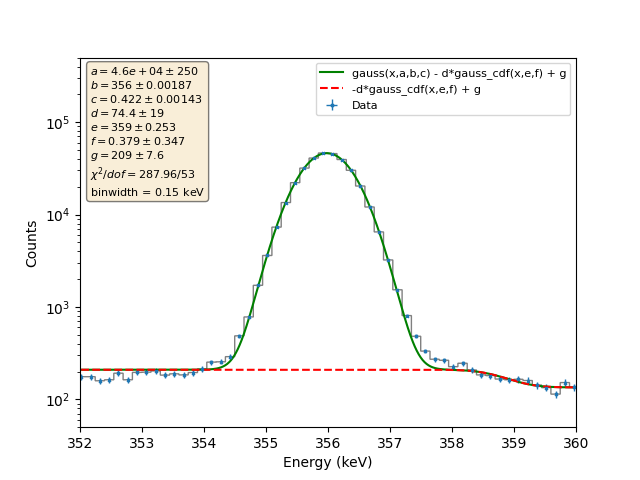 a = 4.6e + 04 ± 250
b = 356 ± 0.00187
c = 0.422 ± 0.00143
d = 74.4 ± 19
e = 359 ± 0.253
f = 0.379 ± 0.347
g = 209 ± 7.6
χ²/dof = 287.96/53
binwidth = 0.15 keV
gauss(x,a,b,c) - d*gauss_cdf(x,e,f) + g
-d*gauss_cdf(x,e,f) + g
Data
10⁵
10⁴
10³
10²
Counts
352 353 354 355 356 357 358 359 360
Energy (keV)